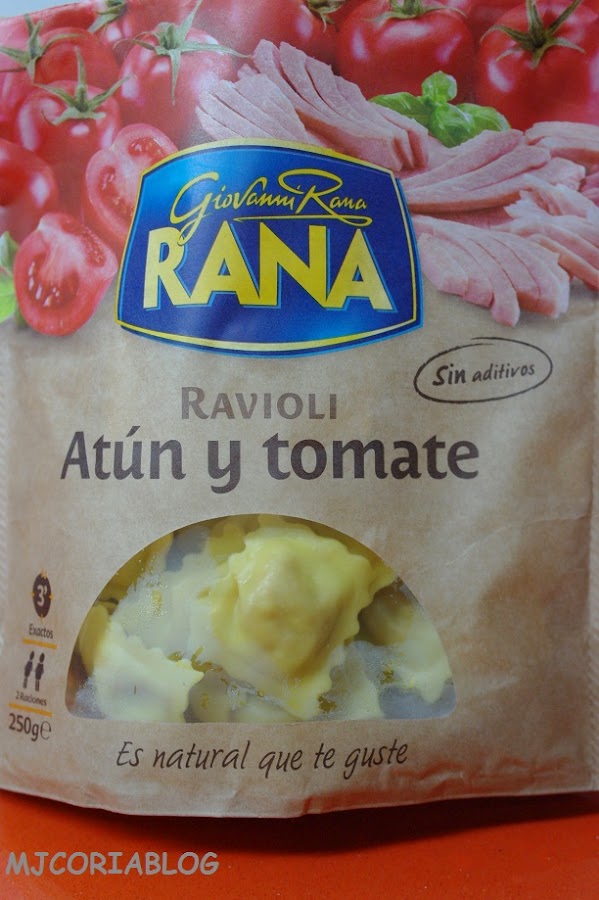 Giovanni Rana
RANA
Sin aditivos
RAVIOLI
Atún y tomate
3'
Exactos
2 Raciones
250g℮
Es natural que te guste
MJCORIABLOG